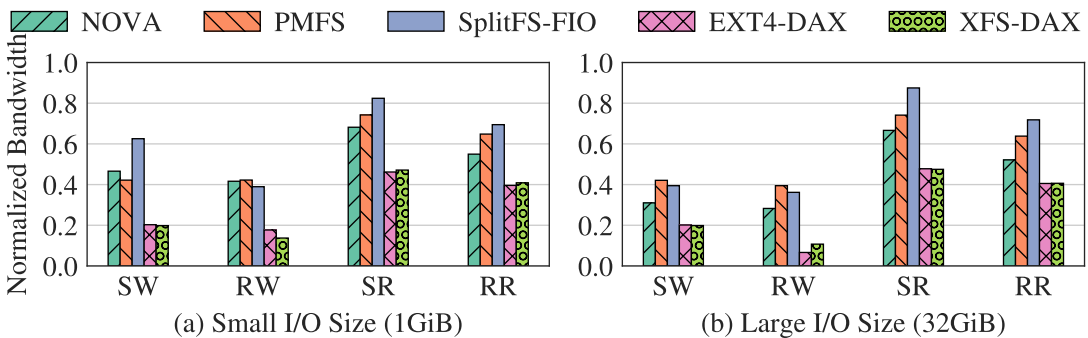 NOVA PMFS SplitFS-FIO EXT4-DAX XFS-DAX
Normalized Bandwidth
1.0
0.8
0.6
0.4
0.2
0.0
SW RW SR RR
(a) Small I/O Size (1GiB)
1.0
0.8
0.6
0.4
0.2
0.0
SW RW SR RR
(b) Large I/O Size (32GiB)